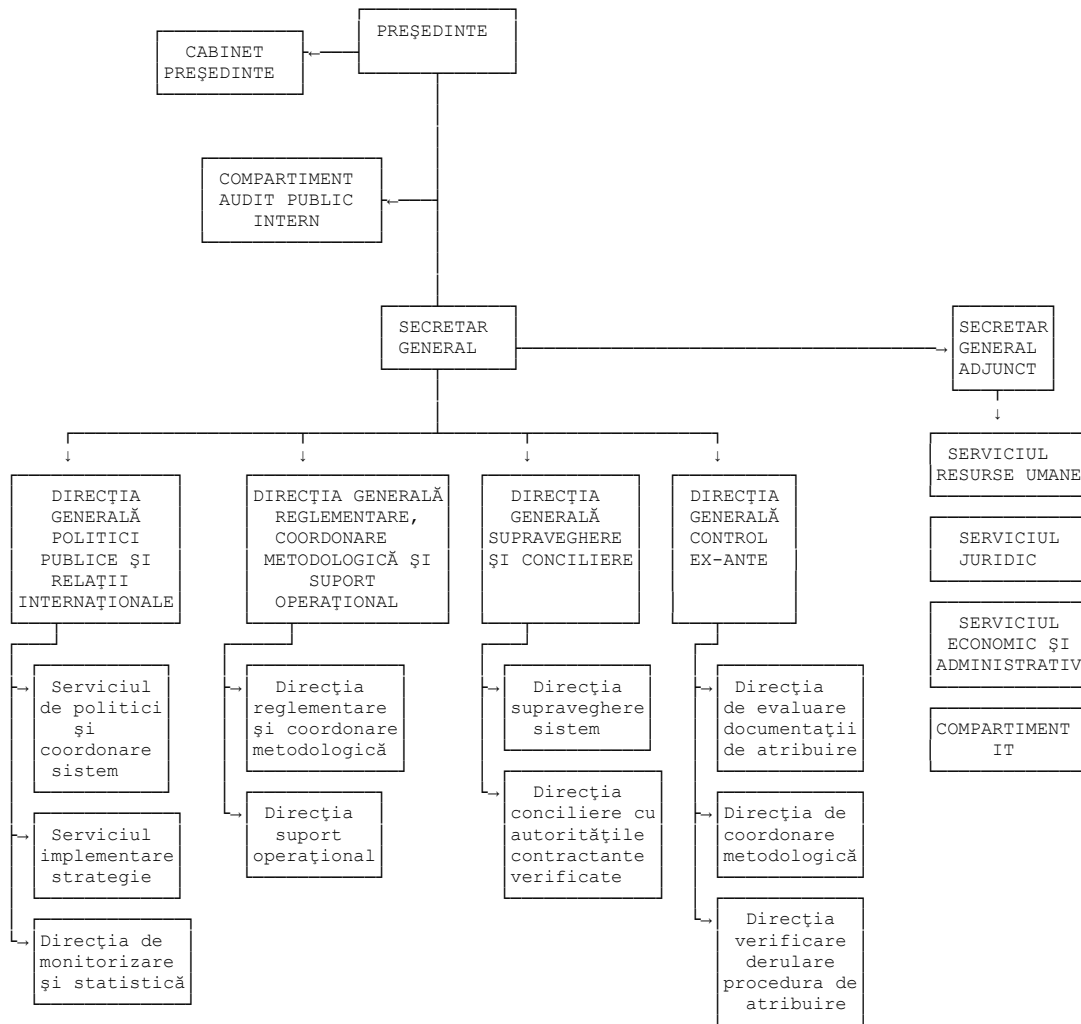 PREŞEDINTE
CABINET
PREŞEDINTE
COMPARTIMENT
AUDIT PUBLIC
INTERN
SECRETAR
GENERAL
SECRETAR
GENERAL
ADJUNCT
DIRECŢIA
GENERALĂ
POLITICI
PUBLICE ŞI
RELAŢII
INTERNAŢIONALE
Serviciul
de politici
şi
coordonare
sistem
Serviciul
implementare
strategie
Direcţia de
monitorizare
şi statistică
DIRECŢIA GENERALĂ
REGLEMENTARE,
COORDONARE
METODOLOGICĂ ŞI
SUPORT
OPERAŢIONAL
Direcţia
reglementare
şi coordonare
metodologică
Direcţia
suport
operaţional
DIRECŢIA
GENERALĂ
SUPRAVEGHERE
ŞI CONCILIERE
Direcţia
supraveghere
sistem
Direcţia
conciliere cu
autorităţile
contractante
verificate
DIRECŢIA
GENERALĂ
CONTROL
EX-ANTE
Direcţia
de evaluare
documentaţii
de atribuire
Direcţia de
coordonare
metodologică
Direcţia
verificare
derulare
procedura de
atribuire
SERVICIUL
RESURSE UMANE
SERVICIUL
JURIDIC
SERVICIUL
ECONOMIC ŞI
ADMINISTRATIV
COMPARTIMENT
IT